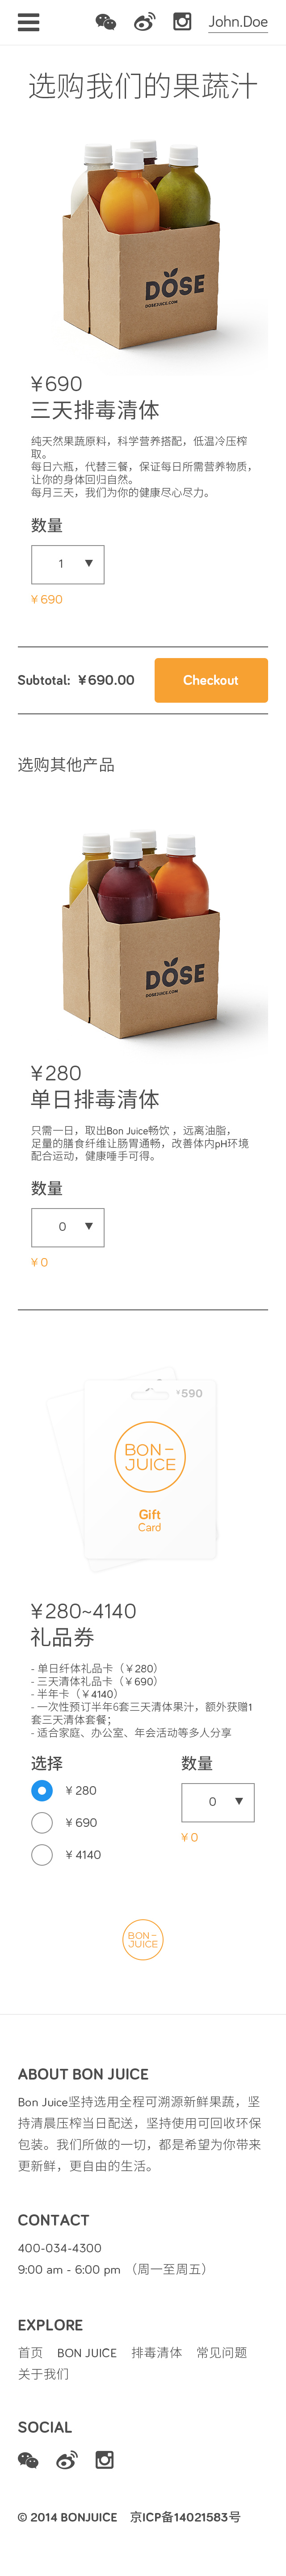 John.Doe
选购我们的果蔬汁
DOSE
DOSEJUICE.COM
¥690
三天排毒清体
纯天然果蔬原料，科学营养搭配，低温冷压榨
取。
每日六瓶，代替三餐，保证每日所需营养物质，
让你的身体回归自然。
每月三天，我们为你的健康尽心尽力。
数量
1
¥690
Subtotal: ¥690.00
Checkout
选购其他产品
DOSE
DOSEJUICE.COM
¥280
单日排毒清体
只需一日，取出Bon Juice畅饮 ，远离油脂，
足量的膳食纤维让肠胃通畅，改善体内pH环境
配合运动，健康唾手可得。
数量
0
¥0
¥590
BON-
JUICE
Gift
Card
¥280~4140
礼品券
- 单日纤体礼品卡（￥280）
- 三天清体礼品卡（￥690）
- 半年卡（￥4140）
- 一次性预订半年6套三天清体果汁，额外获赠1
套三天清体套餐；
- 适合家庭、办公室、年会活动等多人分享
选择
数量
¥280
0
¥690
¥0
¥4140
BON-
JUICE
ABOUT BON JUICE
Bon Juice坚持选用全程可溯源新鲜果蔬，坚
持清晨压榨当日配送，坚持使用可回收环保
包装。我们所做的一切，都是希望为你带来
更新鲜，更自由的生活。
CONTACT
400-034-4300
9:00 am - 6:00 pm （周一至周五）
EXPLORE
首页 BON JUICE 排毒清体 常见问题
关于我们
SOCIAL
© 2014 BONJUICE 京ICP备14021583号